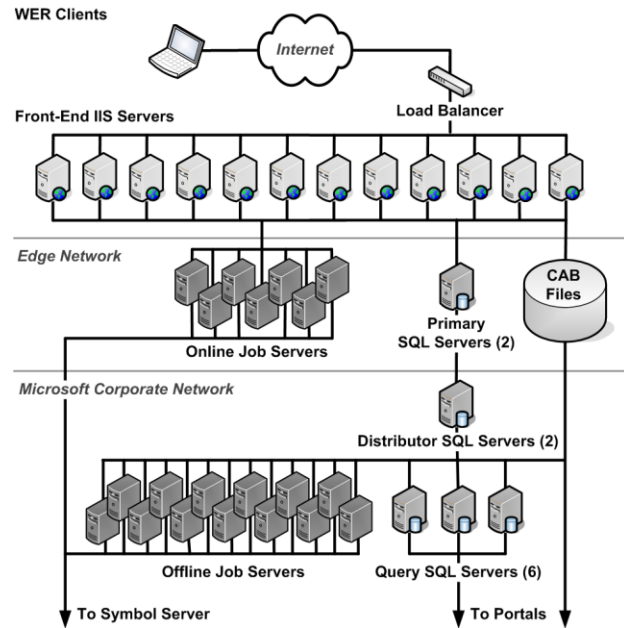 WER Clients
Internet
Load Balancer
Front-End IIS Servers
Edge Network
CAB
Files
Primary
SQL Servers (2)
Online Job Servers
Microsoft Corporate Network
Distributor SQL Servers (2)
Offline Job Servers
Query SQL Servers (6)
To Symbol Server
To Portals